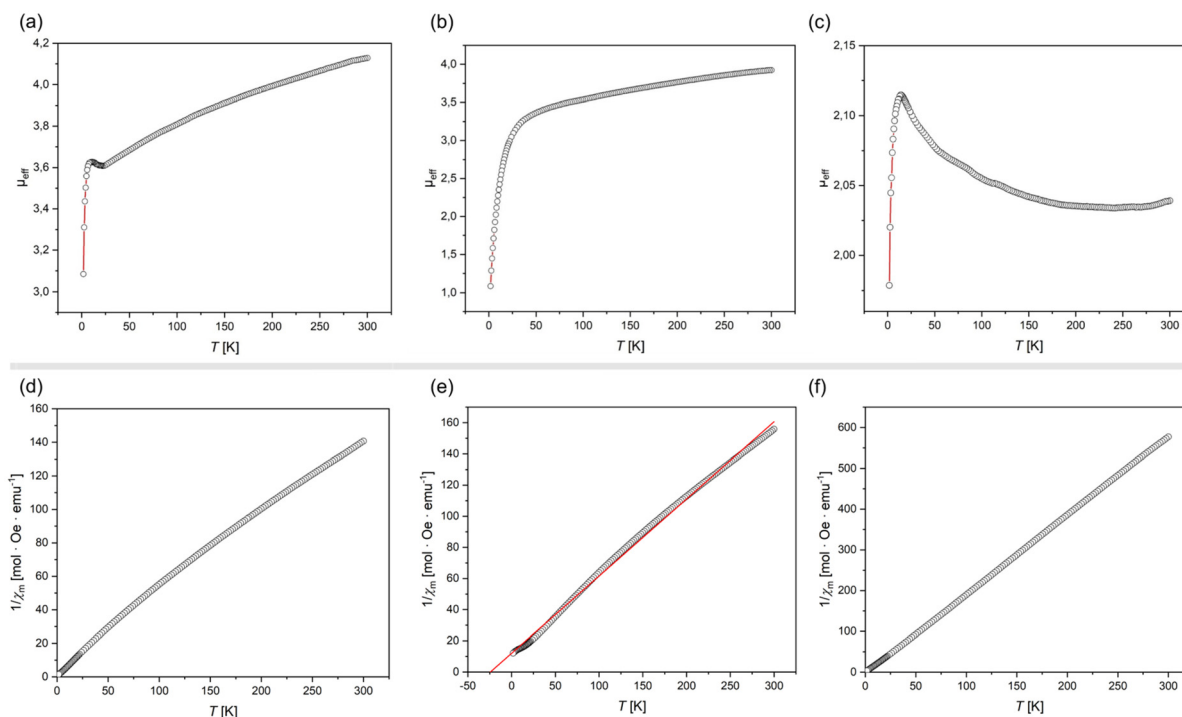 (a)
(b)
(c)
4,2
4,0
3,8
3,6
3,4
3,2
3,0
μeff
0 50 100 150 200 250 300
T [K]
4,0
3,5
3,0
2,5
2,0
1,5
1,0
μeff
0 50 100 150 200 250 300
T [K]
2,15
2,10
2,05
2,00
μeff
0 50 100 150 200 250 300
T [K]
(d)
(e)
(f)
160
140
120
100
80
60
40
20
0
1/χm [mol · Oe · emu⁻¹]
0 50 100 150 200 250 300
T [K]
160
140
120
100
80
60
40
20
0
1/χm [mol · Oe · emu⁻¹]
-50 0 50 100 150 200 250 300
T [K]
600
500
400
300
200
100
0
1/χm [mol · Oe · emu⁻¹]
0 50 100 150 200 250 300
T [K]